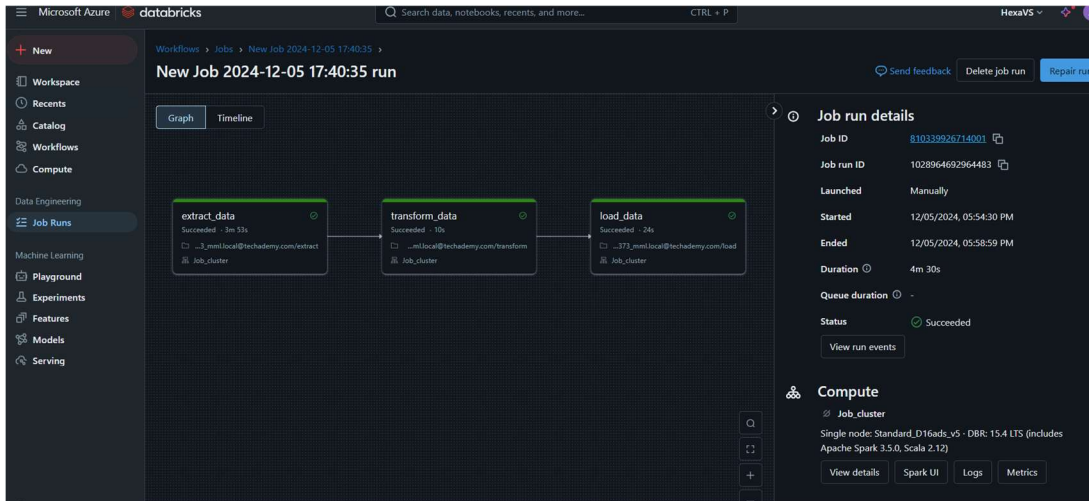 Microsoft Azure databricks Search data, notebooks, recents, and more... CTRL + P HexaVS
New
Workspace
Recents
Catalog
Workflows
Compute
Data Engineering
Job Runs
Machine Learning
Playground
Experiments
Features
Models
Serving
Workflows > Jobs > New Job 2024-12-05 17:40:35 >
New Job 2024-12-05 17:40:35 run
Send feedback Delete job run Repair run
Graph Timeline
extract_data
Succeeded · 3m 53s
...3_mml.local@techademy.com/extract
Job_cluster
transform_data
Succeeded · 10s
...ml.local@techademy.com/transform
Job_cluster
load_data
Succeeded · 24s
...373_mml.local@techademy.com/load
Job_cluster
Job run details
Job ID 810339926714001
Job run ID 1028964692964483
Launched Manually
Started 12/05/2024, 05:54:30 PM
Ended 12/05/2024, 05:58:59 PM
Duration 4m 30s
Queue duration -
Status Succeeded
View run events
Compute
Job_cluster
Single node: Standard_D16ads_v5 · DBR: 15.4 LTS (includes
Apache Spark 3.5.0, Scala 2.12)
View details Spark UI Logs Metrics